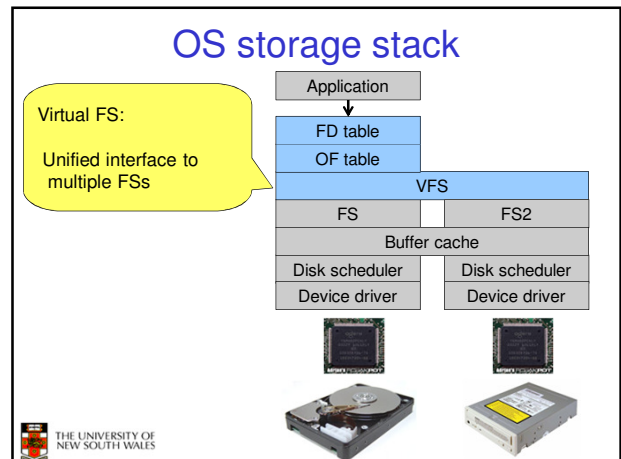 OS storage stack
Application
Virtual FS:
Unified interface to
multiple FSs
FD table
OF table
VFS
FS
FS2
Buffer cache
Disk scheduler
Disk scheduler
Device driver
Device driver
THE UNIVERSITY OF
NEW SOUTH WALES